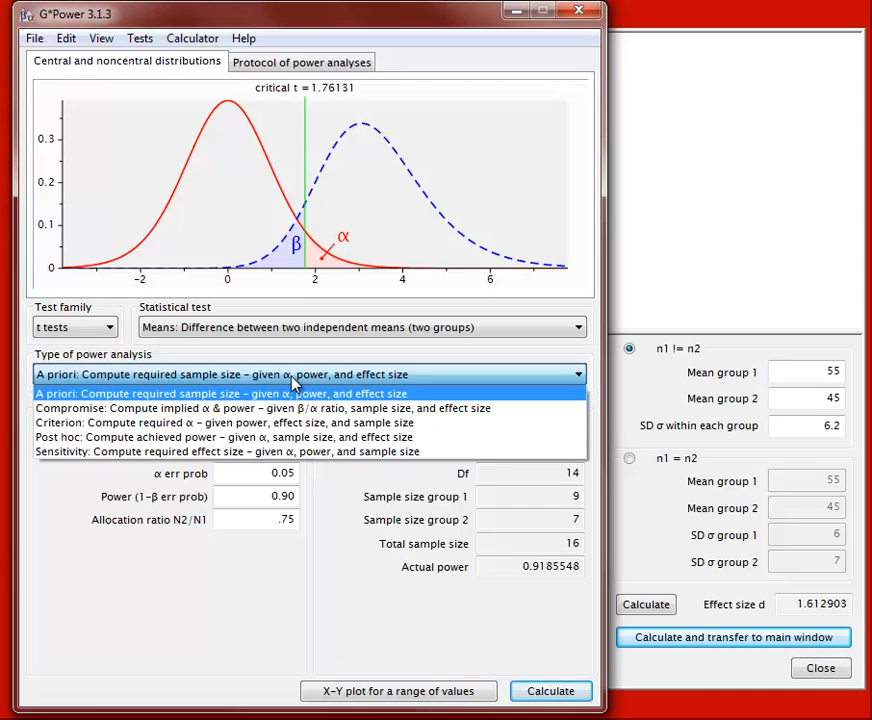 G*Power 3.1.3
File Edit View Tests Calculator Help
Central and noncentral distributions Protocol of power analyses
critical t = 1.76131
0.3
0.2
0.1
0
β
α
-2 0 2 4 6
Test family Statistical test
t tests Means: Difference between two independent means (two groups)
Type of power analysis
A priori: Compute required sample size - given α, power, and effect size
A priori: Compute required sample size - given α, power, and effect size
Compromise: Compute implied α & power - given β/α ratio, sample size, and effect size
Criterion: Compute required α - given power, effect size, and sample size
Post hoc: Compute achieved power - given α, sample size, and effect size
Sensitivity: Compute required effect size - given α, power, and sample size
α err prob 0.05 Df 14
Power (1-β err prob) 0.90 Sample size group 1 9
Allocation ratio N2/N1 .75 Sample size group 2 7
Total sample size 16
Actual power 0.9185548
X-Y plot for a range of values Calculate
n1 != n2
Mean group 1 55
Mean group 2 45
SD σ within each group 6.2
n1 = n2
Mean group 1 55
Mean group 2 45
SD σ group 1 6
SD σ group 2 7
Calculate Effect size d 1.612903
Calculate and transfer to main window
Close